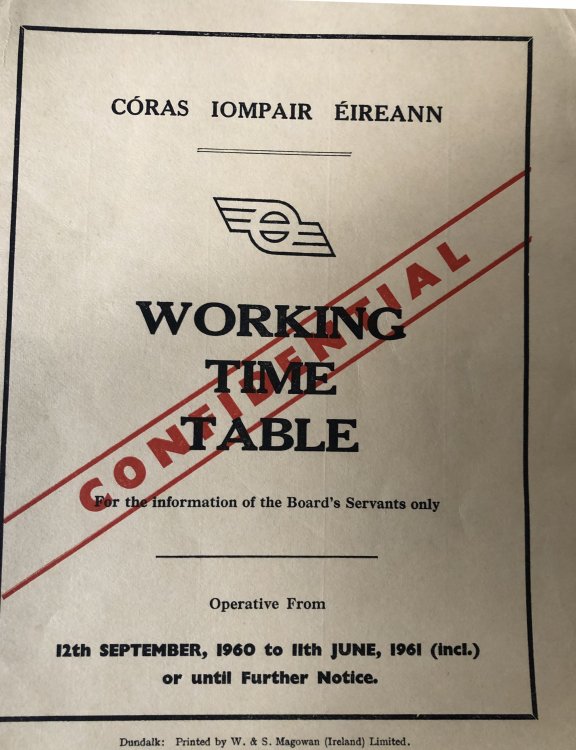 CÓRAS IOMPAIR ÉIREANN
WORKING
TIME
TABLE
CONFIDENTIAL
For the information of the Board's Servants only
Operative From
12th SEPTEMBER, 1960 to 11th JUNE, 1961 (incl.)
or until Further Notice.
Dundalk: Printed by W. & S. Magowan (Ireland) Limited.